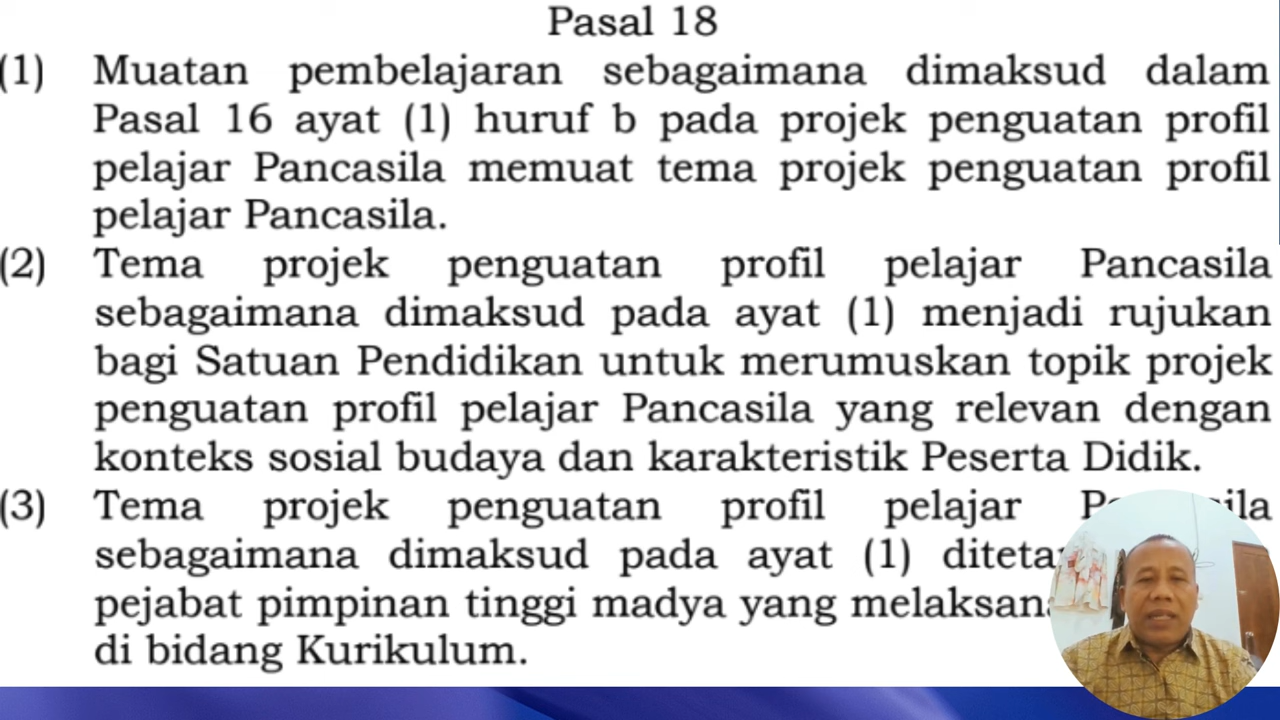 Pasal 18
(1) Muatan pembelajaran sebagaimana dimaksud dalam
Pasal 16 ayat (1) huruf b pada projek penguatan profil
pelajar Pancasila memuat tema projek penguatan profil
pelajar Pancasila.
(2) Tema projek penguatan profil pelajar Pancasila
sebagaimana dimaksud pada ayat (1) menjadi rujukan
bagi Satuan Pendidikan untuk merumuskan topik projek
penguatan profil pelajar Pancasila yang relevan dengan
konteks sosial budaya dan karakteristik Peserta Didik.
(3) Tema projek penguatan profil pelajar
sebagaimana dimaksud pada ayat (1)
pejabat pimpinan tinggi madya yang
di bidang Kurikulum.